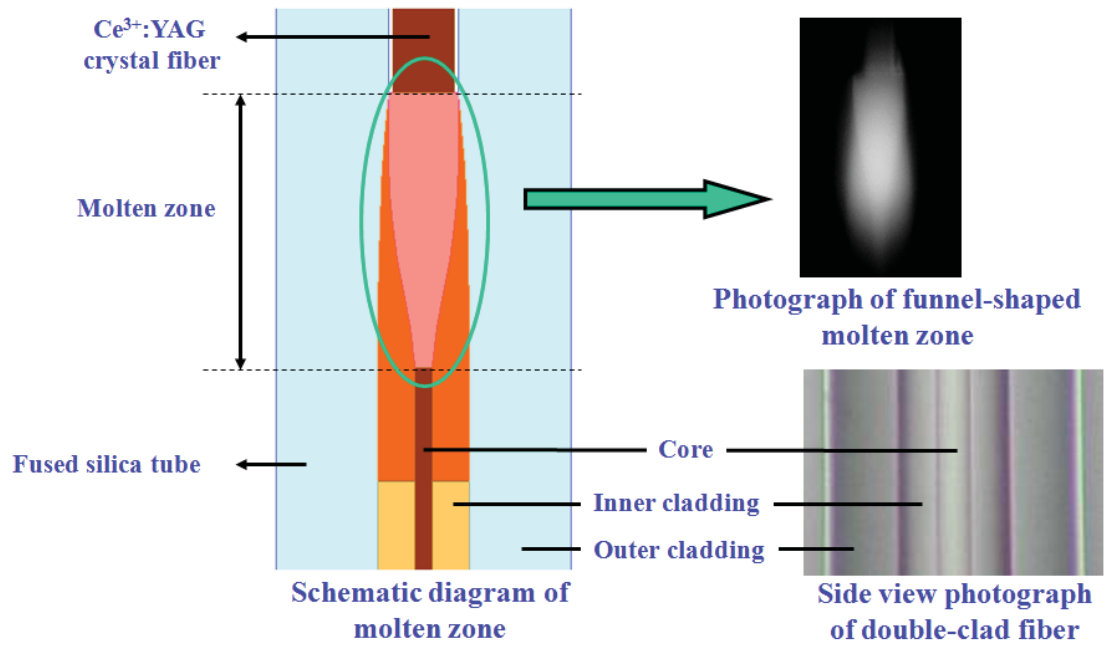 Ce³⁺:YAG
crystal fiber
Molten zone
Fused silica tube
Photograph of funnel-shaped
molten zone
Core
Inner cladding
Outer cladding
Schematic diagram of
molten zone
Side view photograph
of double-clad fiber